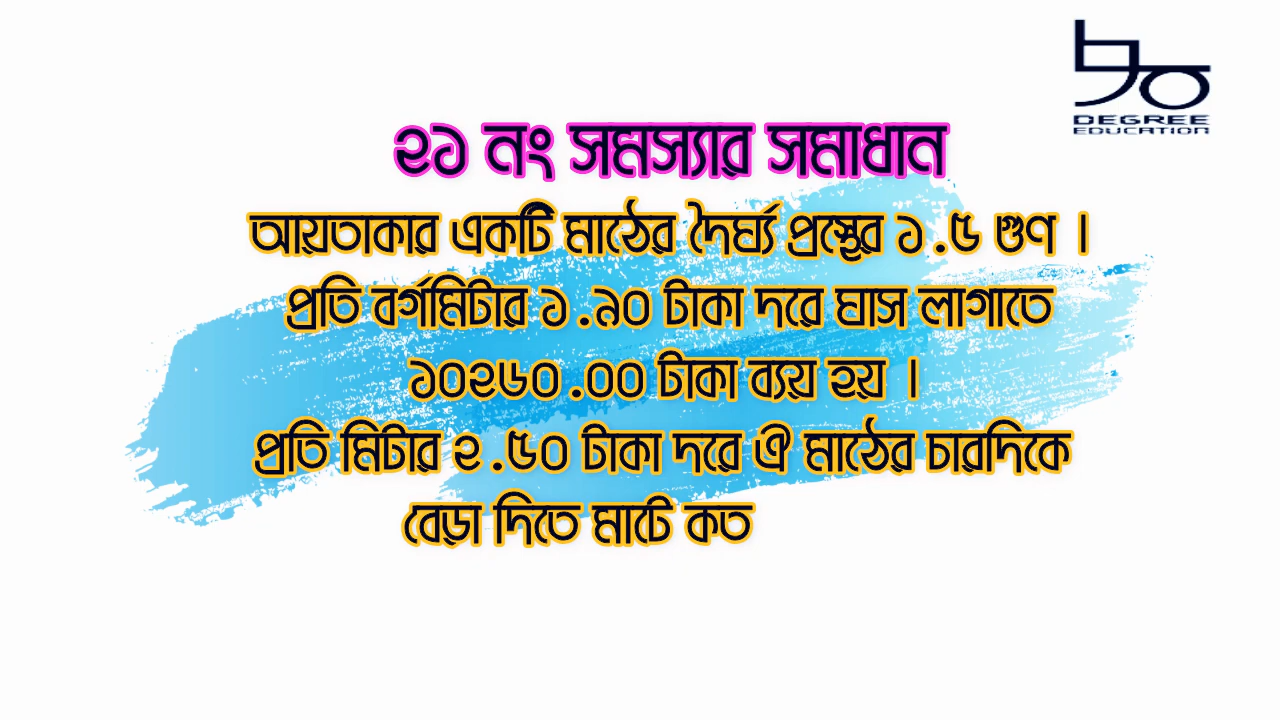 ৮০
DEGREE
EDUCATION
২১ নং সমস্যার সমাধান
আয়তাকার একটি মাঠের দৈর্ঘ্য প্রস্থের ১.৫ গুণ।
প্রতি বর্গমিটার ১.৯০ টাকা দরে ঘাস লাগাতে
১০২৬০.০০ টাকা ব্যয় হয়।
প্রতি মিটার ২.৫০ টাকা দরে ঐ মাঠের চারদিকে
বেড়া দিতে মাটে কত